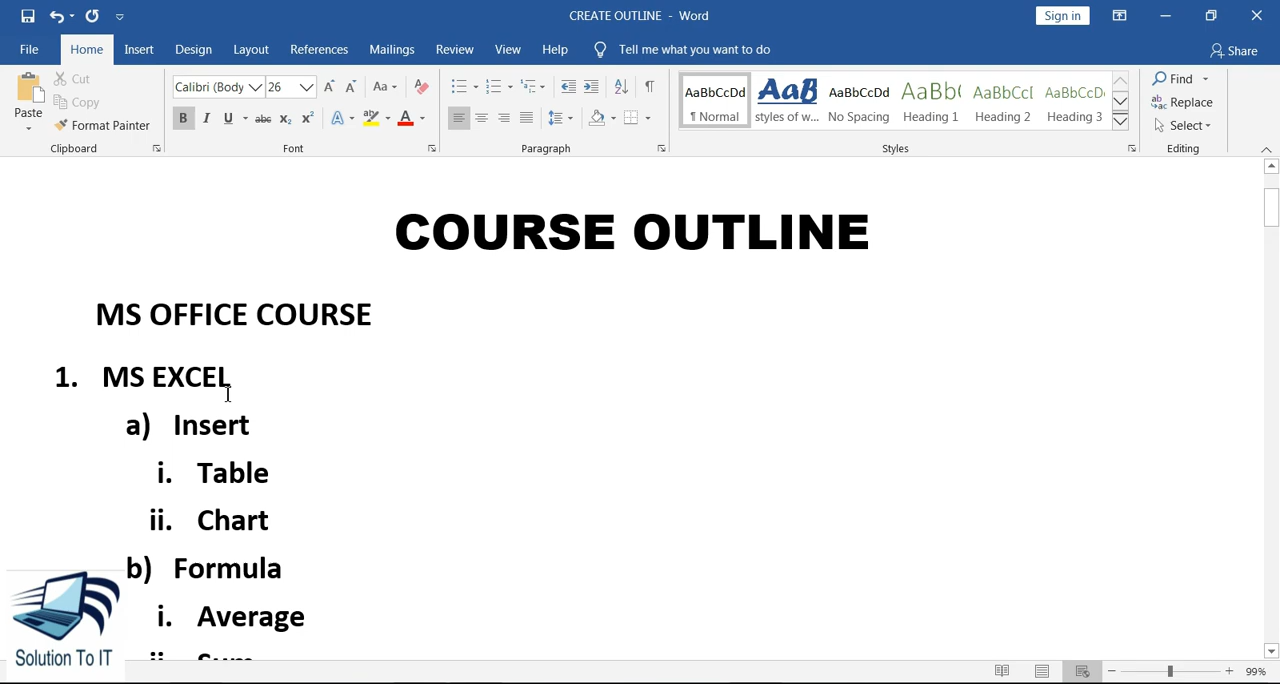 CREATE OUTLINE - Word
Sign in
File Home Insert Design Layout References Mailings Review View Help Tell me what you want to do Share
Paste
Cut
Copy
Format Painter
Clipboard
Calibri (Body 26
Font
Paragraph
AaBbCcDd AaB AaBbCcDd AaBb( AaBbCc AaBbCcD
¶ Normal styles of w... No Spacing Heading 1 Heading 2 Heading 3
Styles
Find
Replace
Select
Editing
COURSE OUTLINE
MS OFFICE COURSE
1. MS EXCEL
a) Insert
i. Table
ii. Chart
b) Formula
i. Average
Solution To IT
99%